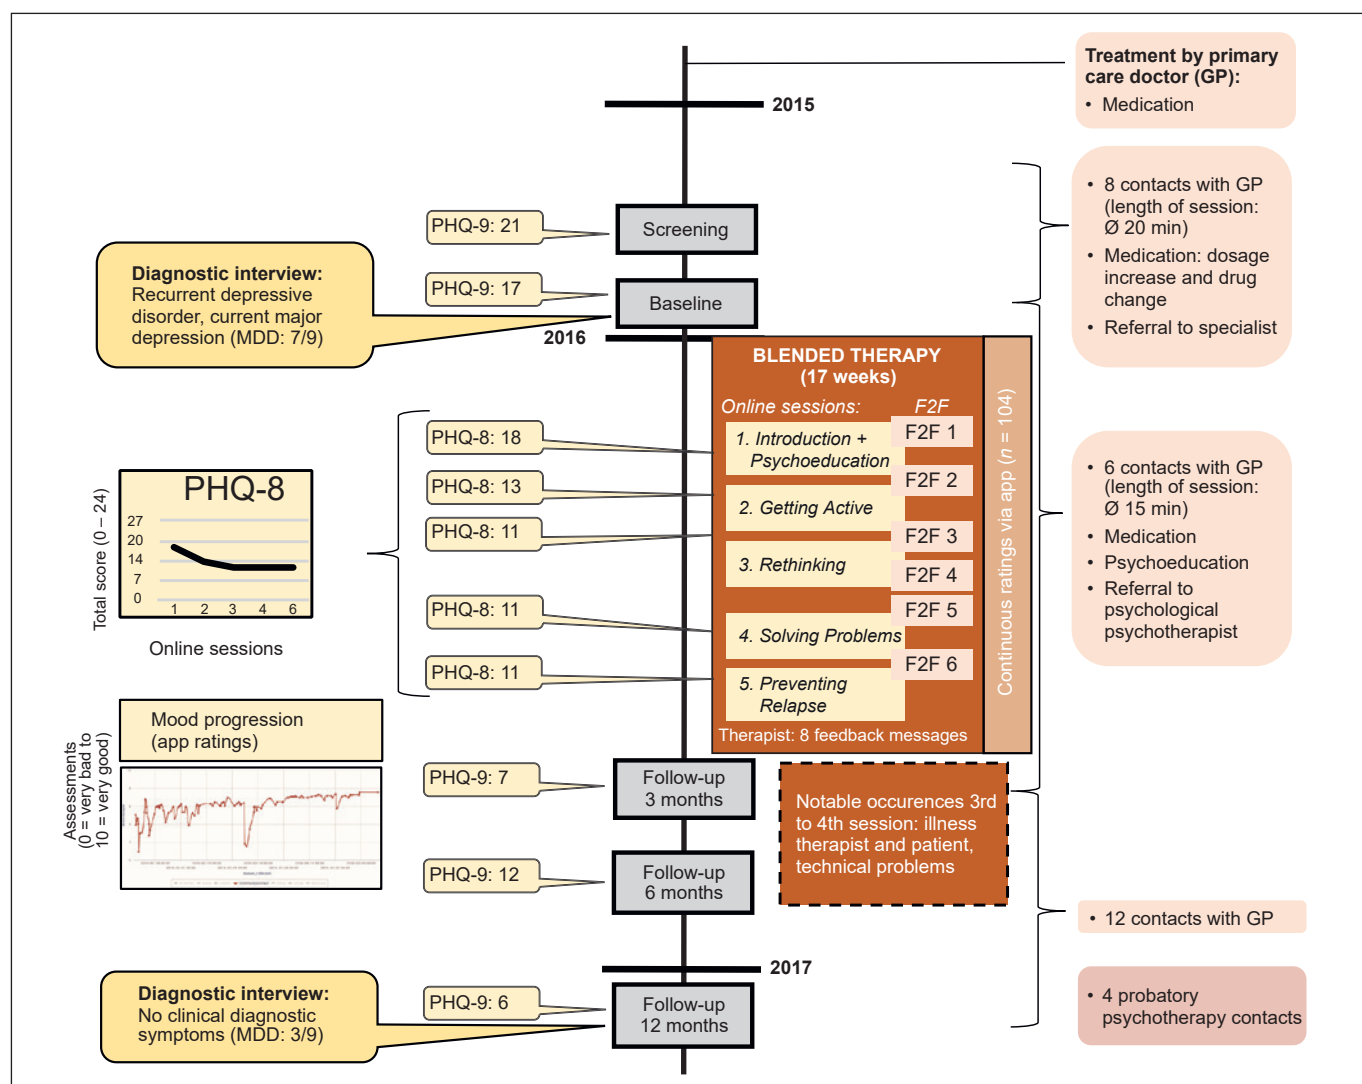 Treatment by primary
care doctor (GP):
• Medication
2015
• 8 contacts with GP
(length of session:
Ø 20 min)
• Medication: dosage
increase and drug
change
• Referral to specialist
PHQ-9: 21
Screening
Diagnostic interview:
Recurrent depressive
disorder, current major
depression (MDD: 7/9)
PHQ-9: 17
Baseline
2016
BLENDED THERAPY
(17 weeks)
Online sessions:
F2F
1. Introduction +
Psychoeducation
2. Getting Active
3. Rethinking
4. Solving Problems
5. Preventing
Relapse
F2F 1
F2F 2
F2F 3
F2F 4
F2F 5
F2F 6
Therapist: 8 feedback messages
Continuous ratings via app (n = 104)
PHQ-8: 18
PHQ-8: 13
PHQ-8: 11
PHQ-8: 11
PHQ-8: 11
PHQ-8
Total score (0 – 24)
27
20
14
7
0
1 2 3 4 6
Online sessions
• 6 contacts with GP
(length of session:
Ø 15 min)
• Medication
• Psychoeducation
• Referral to
psychological
psychotherapist
Mood progression
(app ratings)
Assessments
(0 = very bad to
10 = very good)
PHQ-9: 7
Follow-up
3 months
Notable occurences 3rd
to 4th session: illness
therapist and patient,
technical problems
PHQ-9: 12
Follow-up
6 months
• 12 contacts with GP
2017
Diagnostic interview:
No clinical diagnostic
symptoms (MDD: 3/9)
PHQ-9: 6
Follow-up
12 months
• 4 probatory
psychotherapy contacts